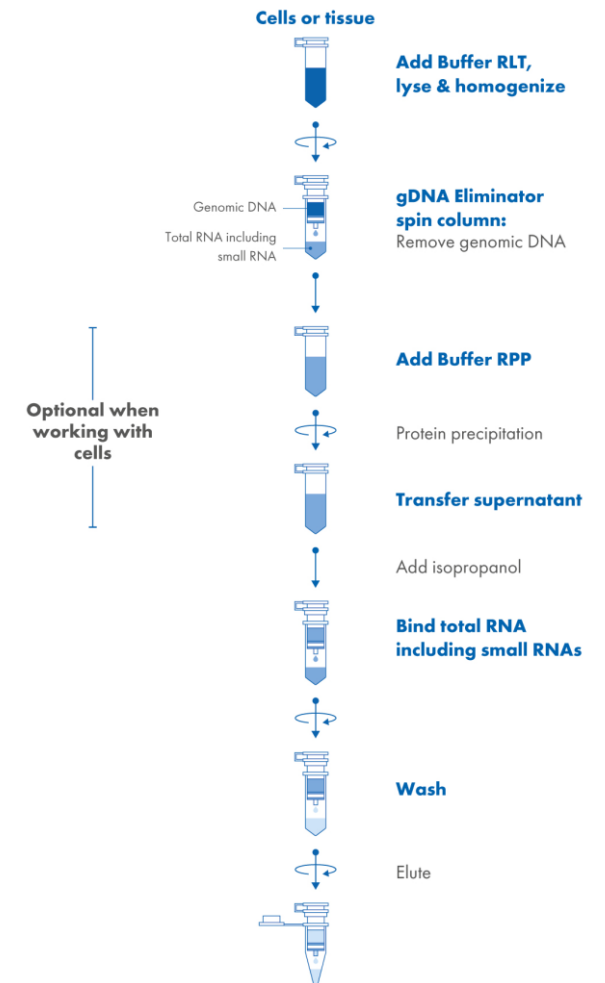 Cells or tissue
Add Buffer RLT,
lyse & homogenize
gDNA Eliminator
spin column:
Remove genomic DNA
Genomic DNA
Total RNA including
small RNA
Add Buffer RPP
Optional when
working with
cells
Protein precipitation
Transfer supernatant
Add isopropanol
Bind total RNA
including small RNAs
Wash
Elute